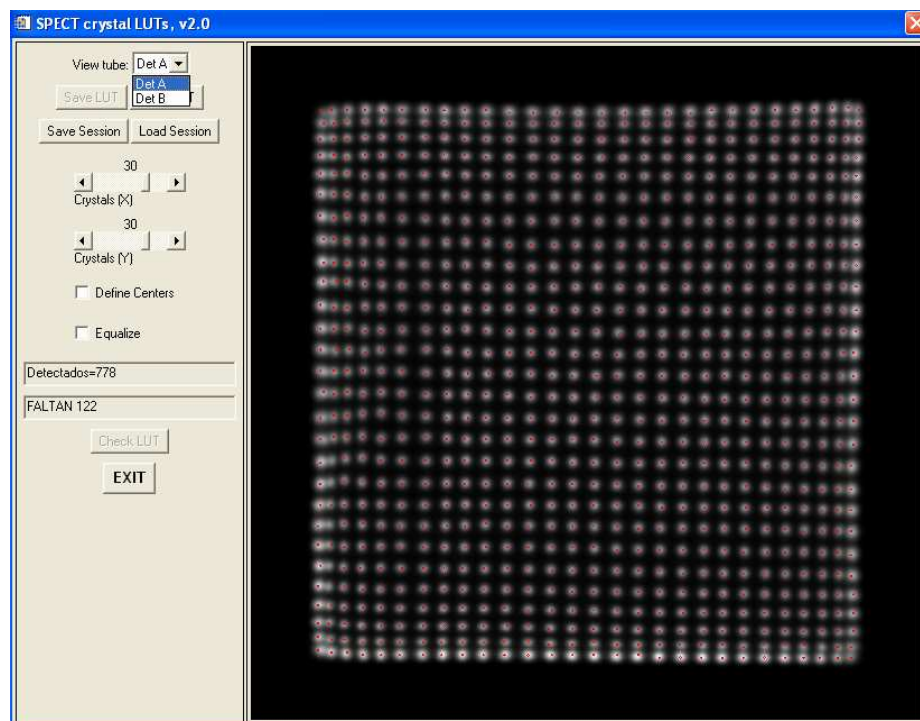 SPECT crystal LUTs, v2.0
View tube: Det A
Det A
Det B
Save LUT
T
Save Session Load Session
30
Crystals (X)
30
Crystals (Y)
Define Centers
Equalize
Detectados=778
FALTAN 122
Check LUT
EXIT